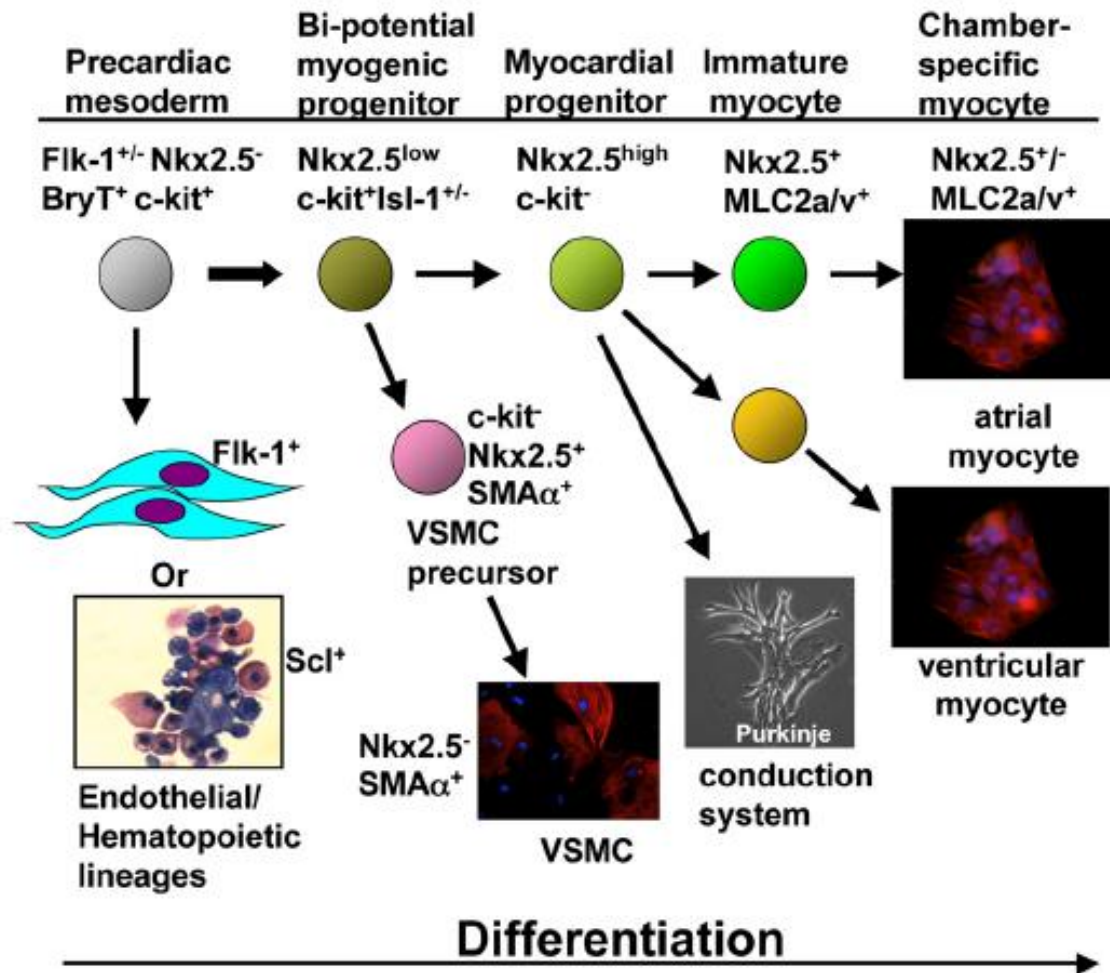 Precardiac
mesoderm
Bi-potential
myogenic
progenitor
Myocardial
progenitor
Immature
myocyte
Chamber-
specific
myocyte
Flk-1⁺/⁻ Nkx2.5⁻
BryT⁺ c-kit⁺
Nkx2.5ˡᵒʷ
c-kit⁺Isl-1⁺/⁻
Nkx2.5ʰⁱᵍʰ
c-kit⁻
Nkx2.5⁺
MLC2a/v⁺
Nkx2.5⁺/⁻
MLC2a/v⁺
Flk-1⁺
Or
Scl⁺
Endothelial/
Hematopoietic
lineages
c-kit⁻
Nkx2.5⁺
SMAα⁺
VSMC
precursor
Nkx2.5⁻
SMAα⁺
VSMC
Purkinje
conduction
system
atrial
myocyte
ventricular
myocyte
Differentiation